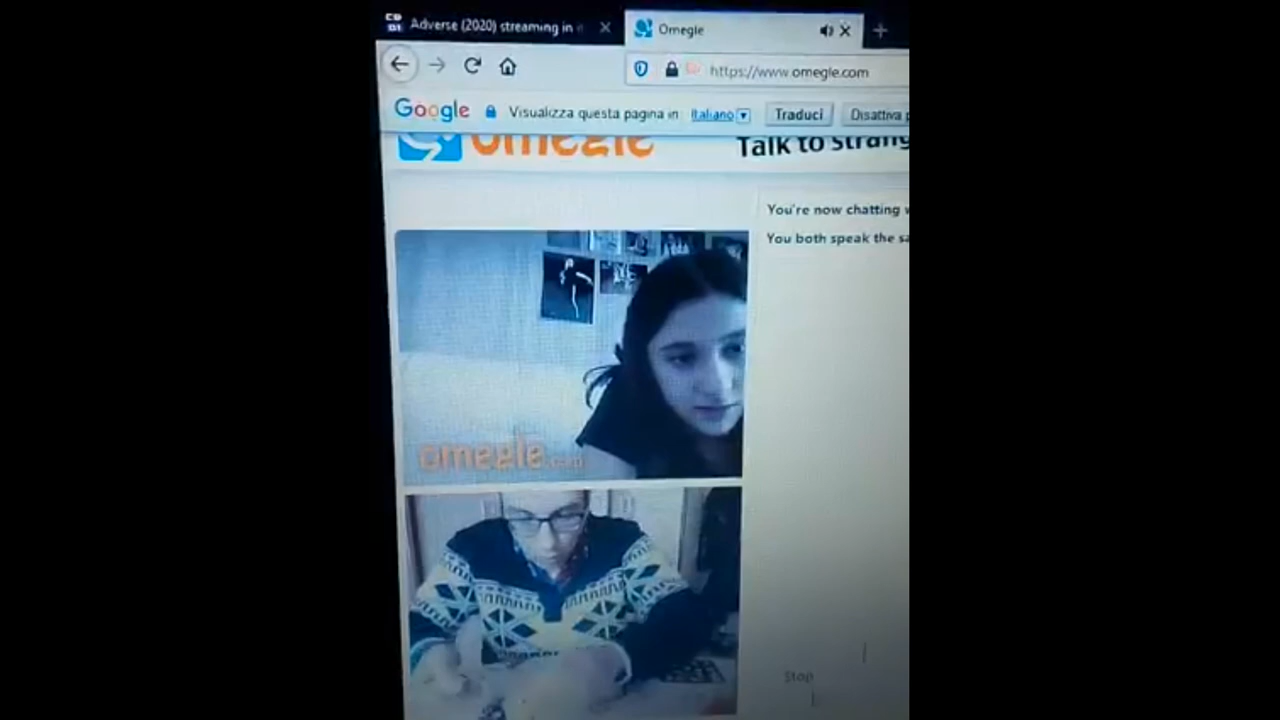 Adverse (2020) streaming in
Omegle
https://www.omegle.com
Google Visualizza questa pagina in: Italiano Traduci Disattiva
omegle Talk to strang
You're now chatting
You both speak the sa
omegle.com
Stop